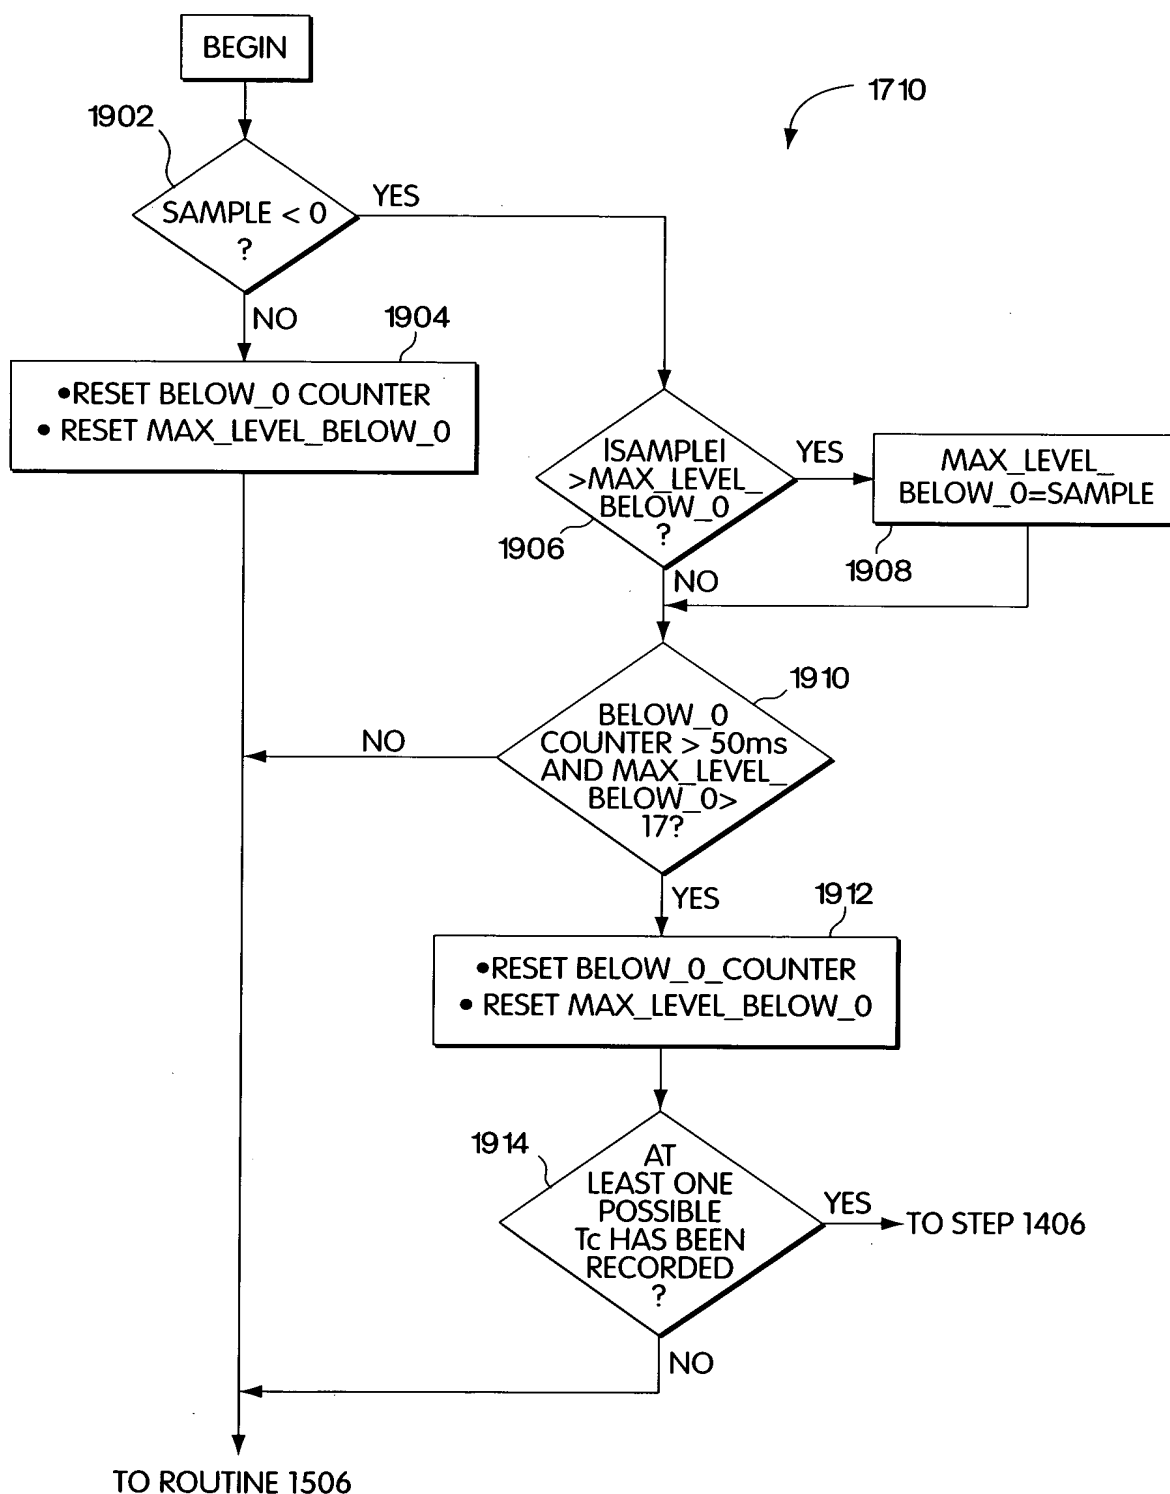 BEGIN
1710
1902
SAMPLE < 0
?
YES
NO
1904
•RESET BELOW_0 COUNTER
• RESET MAX_LEVEL_BELOW_0
|SAMPLE|
>MAX_LEVEL_
BELOW_0
?
1906
YES
MAX_LEVEL_
BELOW_0=SAMPLE
1908
NO
1910
BELOW_0
COUNTER > 50ms
AND MAX_LEVEL_
BELOW_0>
17?
NO
YES
1912
•RESET BELOW_0_COUNTER
• RESET MAX_LEVEL_BELOW_0
1914
AT
LEAST ONE
POSSIBLE
Tc HAS BEEN
RECORDED
?
YES
TO STEP 1406
NO
TO ROUTINE 1506